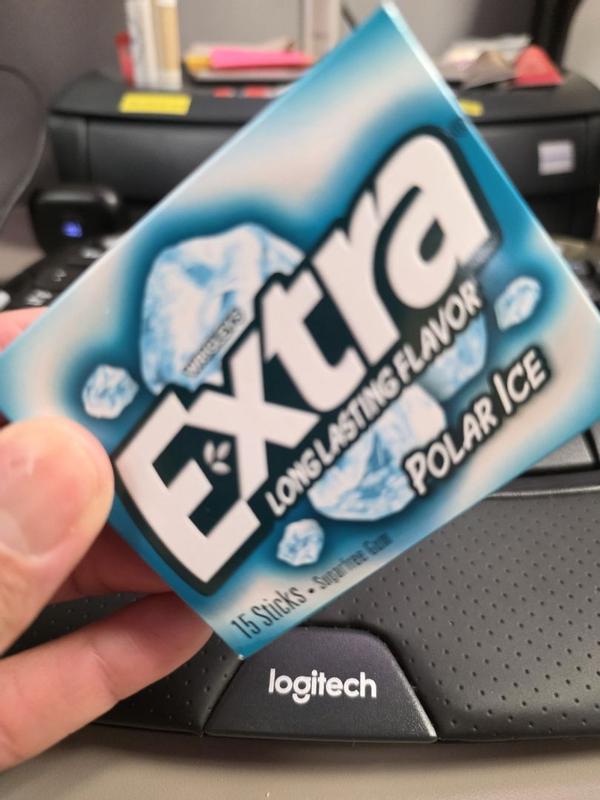 WRIGLEY'S
Extra
LONG LASTING FLAVOR
POLAR ICE
15 Sticks • Sugarfree Gum
logitech